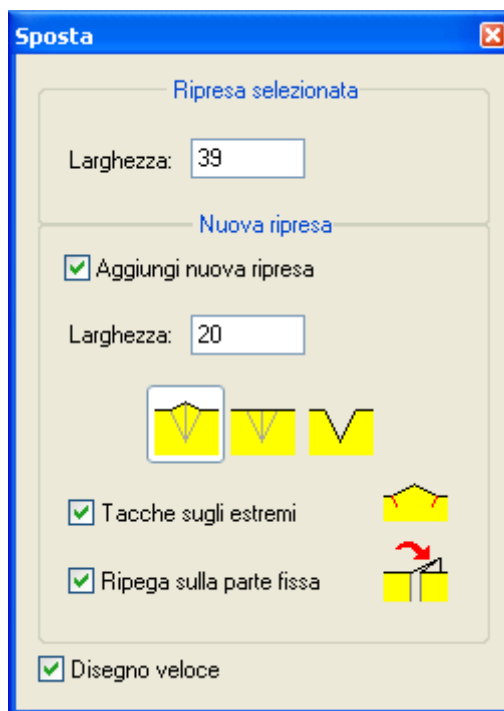 Sposta
Ripresa selezionata
Larghezza: 39
Nuova ripresa
Aggiungi nuova ripresa
Larghezza: 20
Tacche sugli estremi
Ripega sulla parte fissa
Disegno veloce